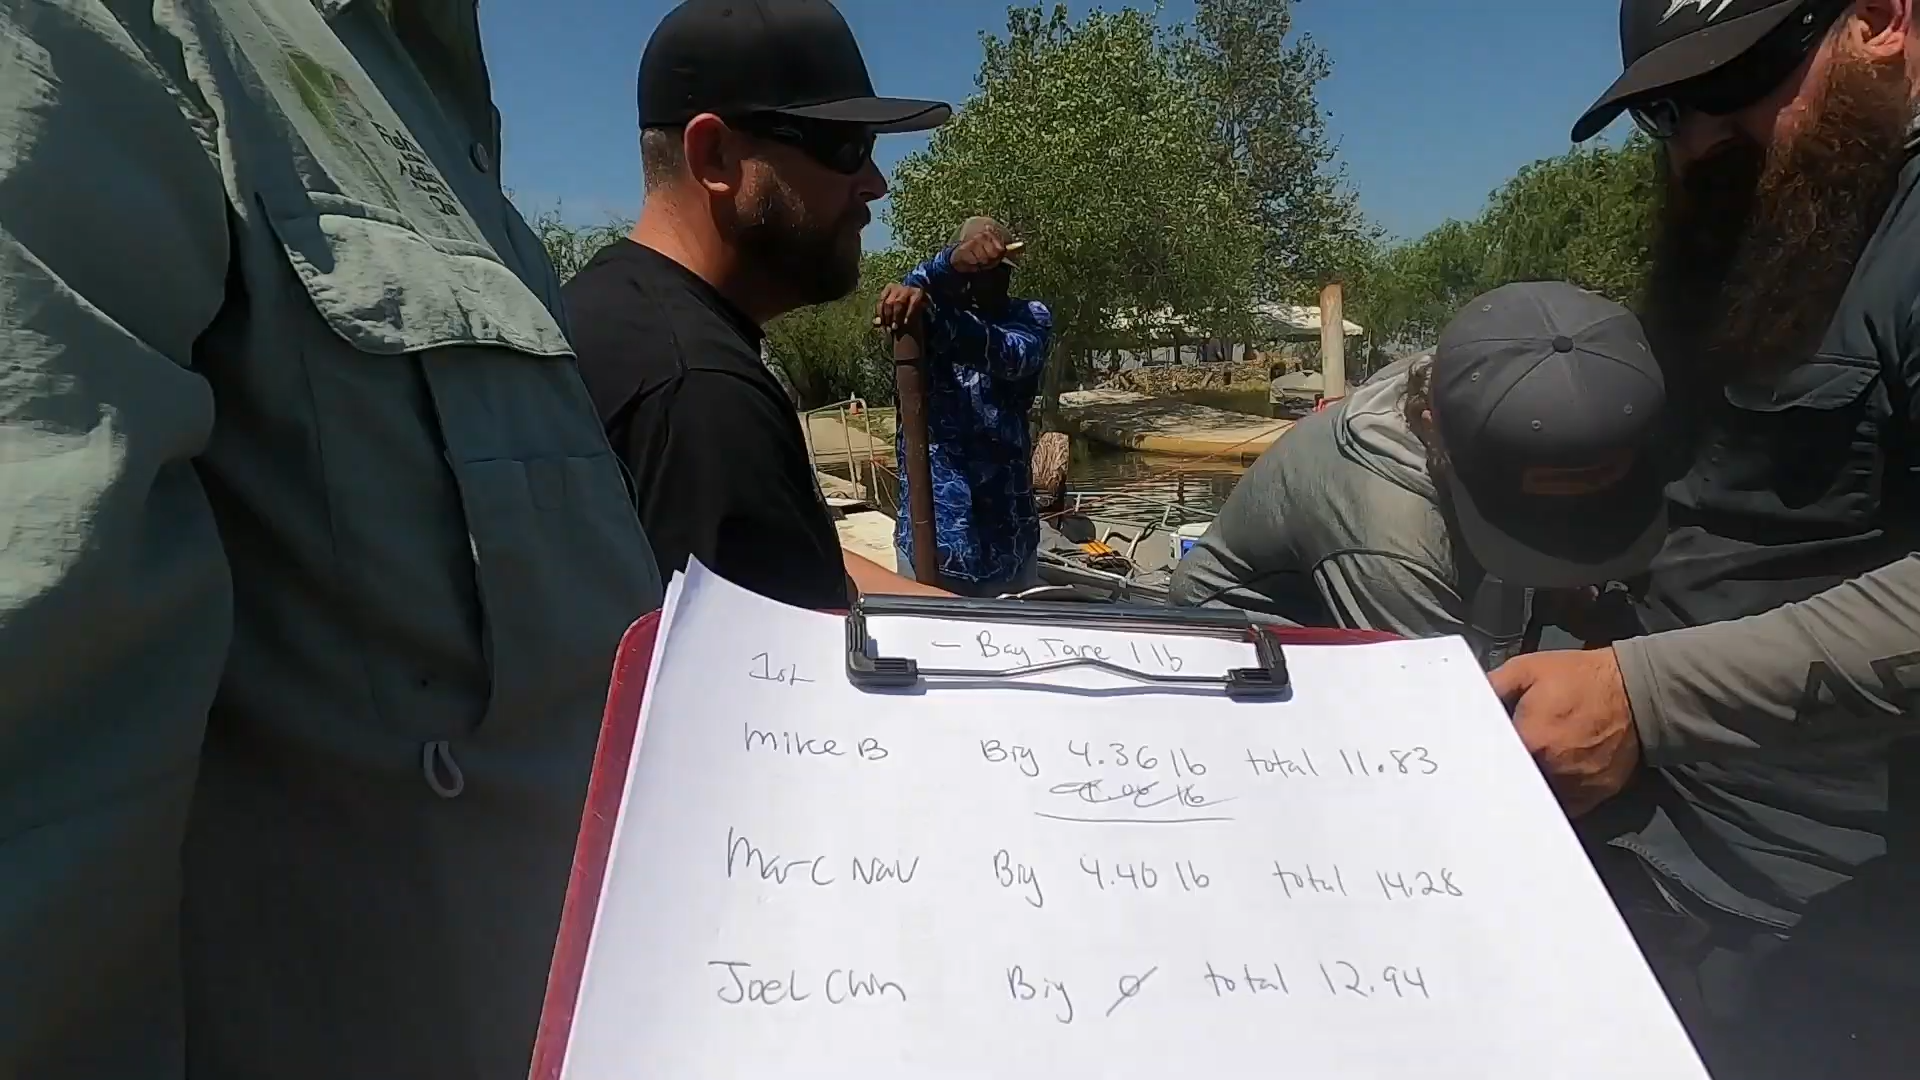 - Bag Tare 1 lb
1st
Mike B Big 4.36 lb total 11.83
Marc Nav Big 4.40 lb total 14.28
Joel Chn Big Ø total 12.94